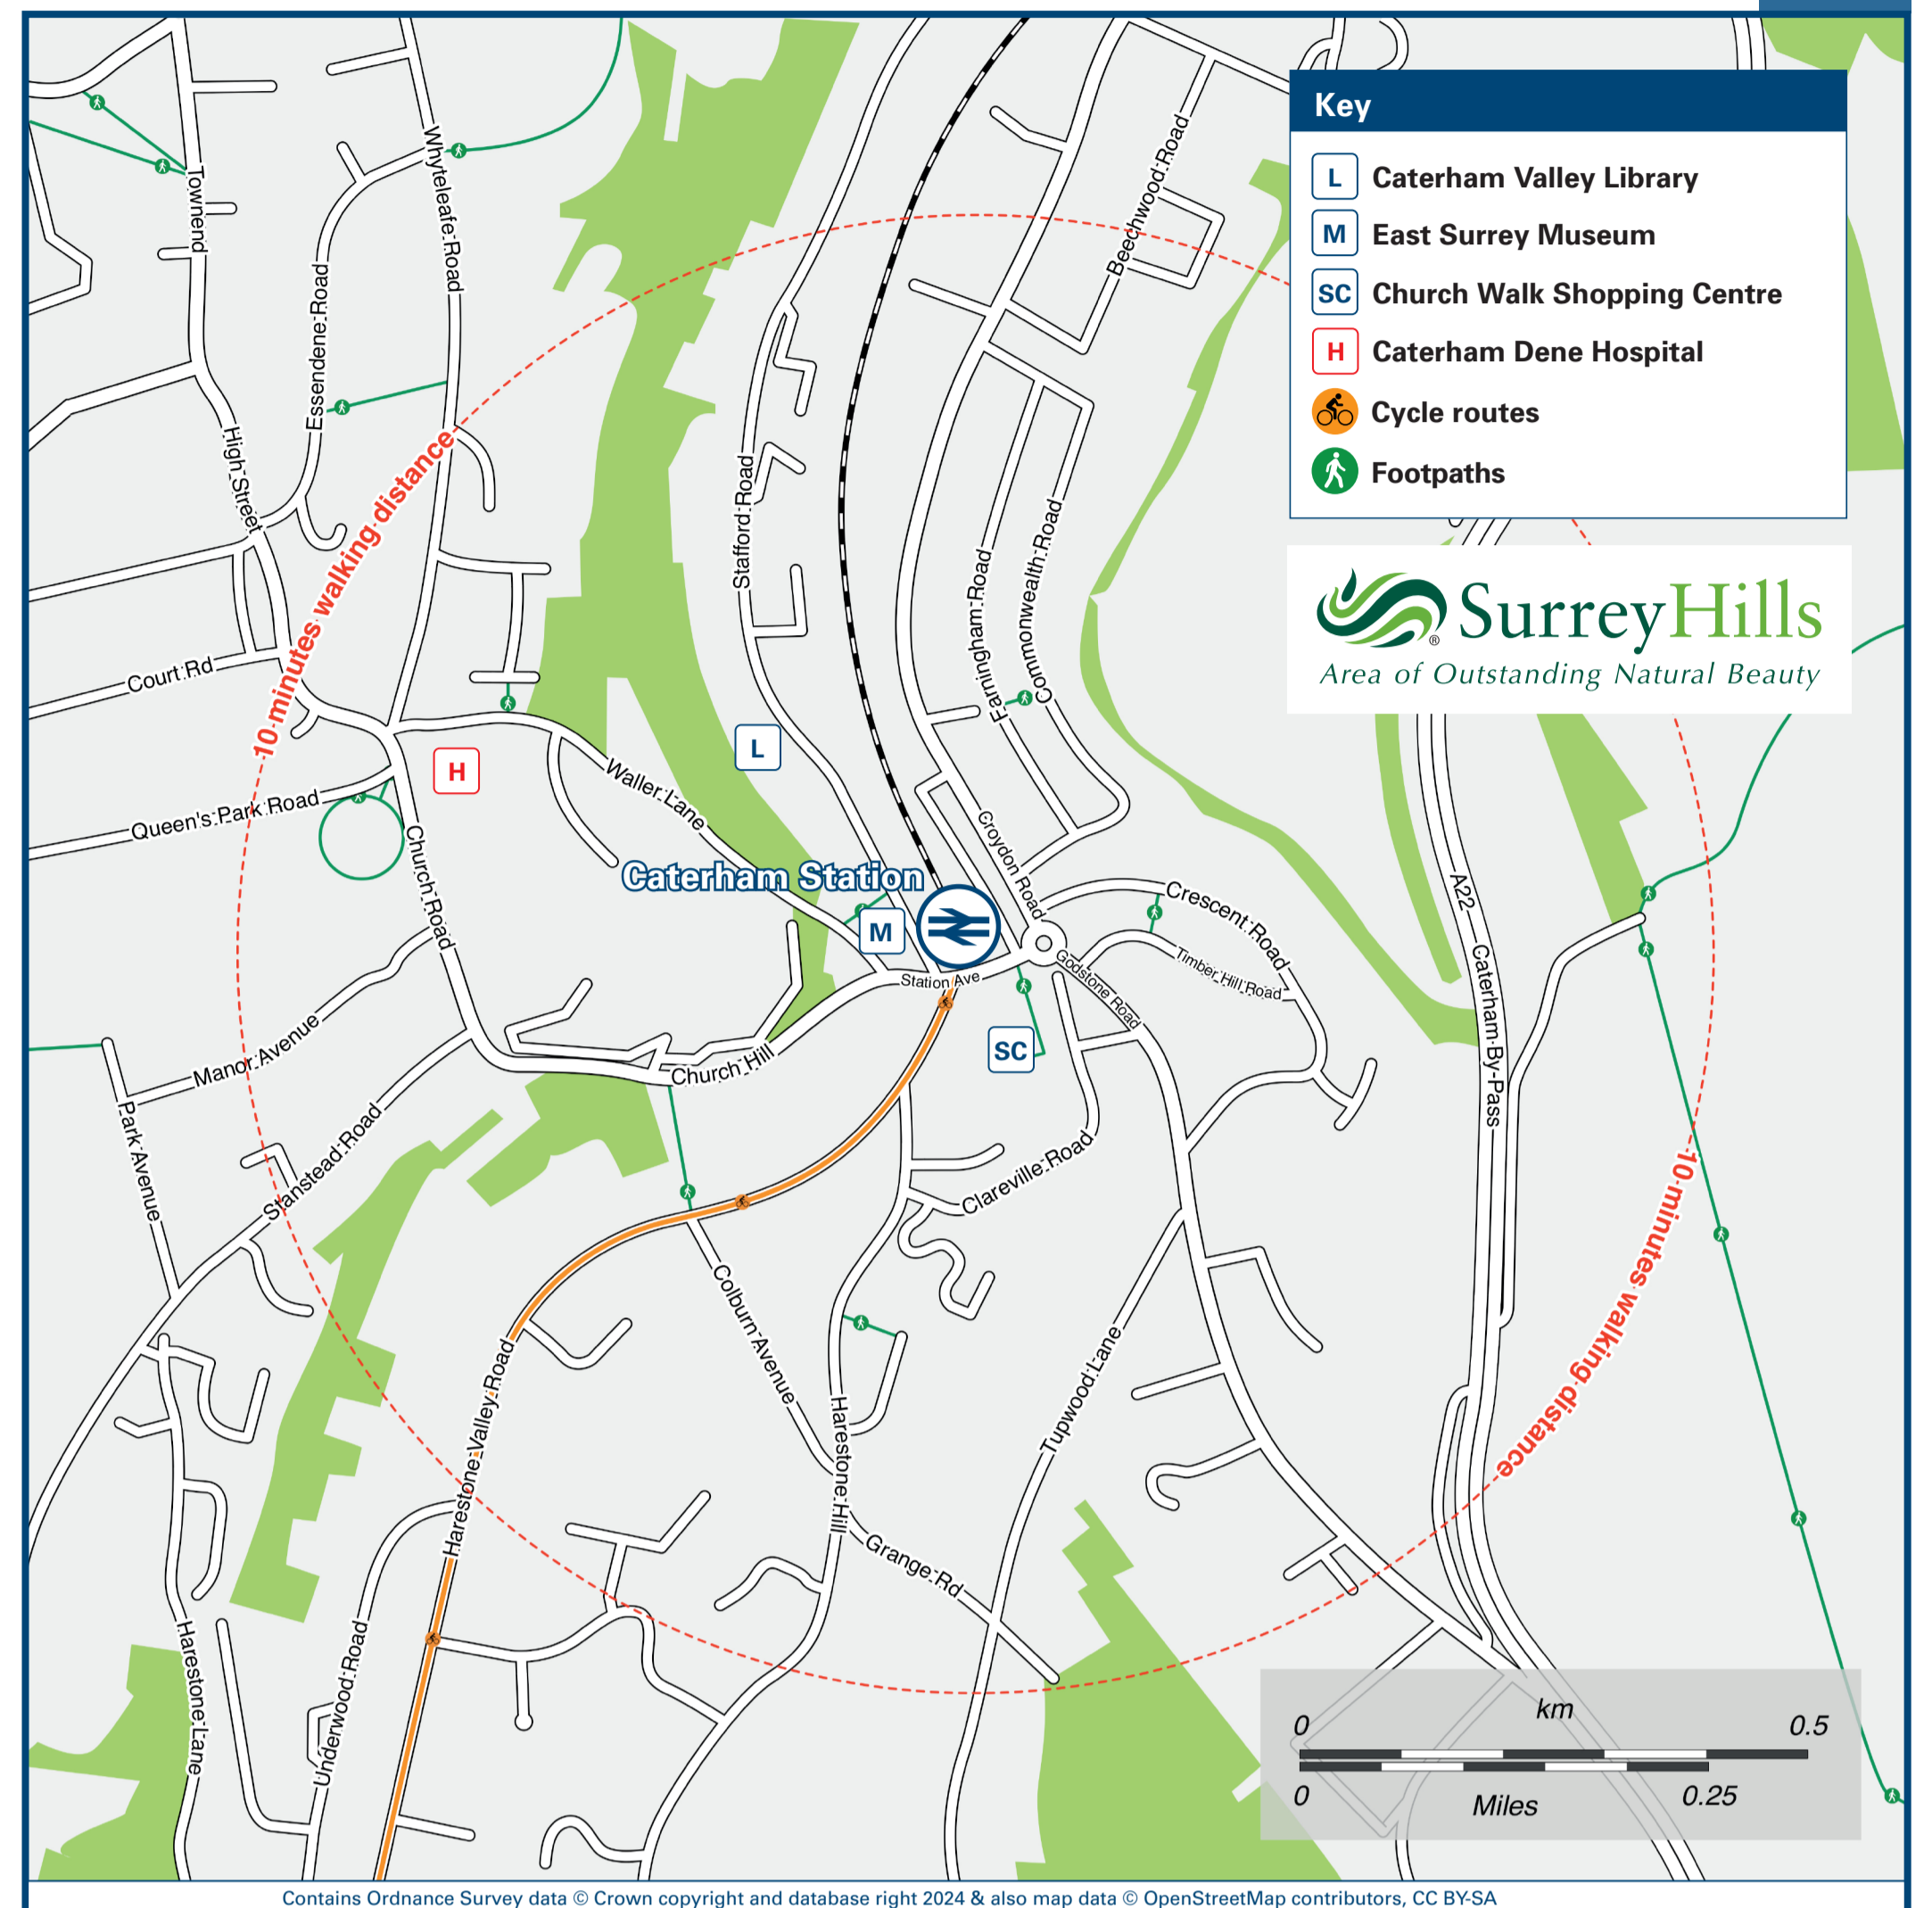 Key
L Caterham Valley Library
M East Surrey Museum
SC Church Walk Shopping Centre
H Caterham Dene Hospital
Cycle routes
Footpaths
SurreyHills
®
Area of Outstanding Natural Beauty
Townend
Whyteleafe Road
Essendene Road
High Street
Beechwood Road
Stafford Road
Farningham Road
Commonwealth Road
10 minutes walking distance
Court Rd
Queen's Park Road
H
L
Waller Lane
Church Road
Croydon Road
Caterham Station
M
Station Ave
Crescent Road
Timber Hill Road
Godstone Road
A22
Caterham By-Pass
SC
Church Hill
Manor Avenue
Park Avenue
Stanstead Road
Clareville Road
10 minutes walking distance
Colburn Avenue
Harestone Valley Road
Harestone Hill
Tupwood Lane
Grange Rd
Underwood Road
Harestone Lane
km
0 0.5
0 0.25
Miles
Contains Ordnance Survey data © Crown copyright and database right 2024 & also map data © OpenStreetMap contributors, CC BY-SA